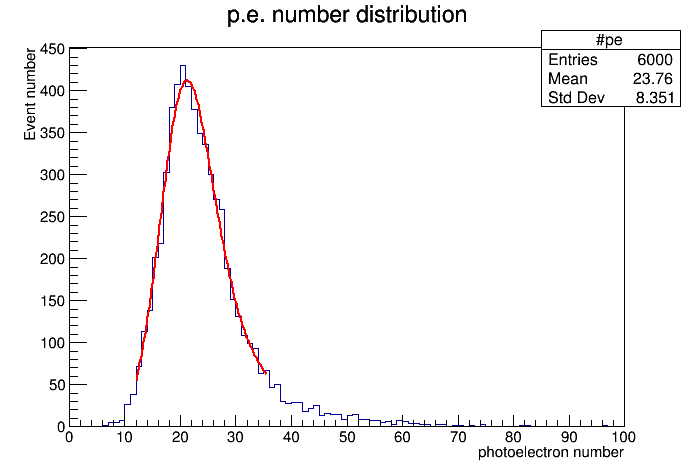 p.e. number distribution
#pe
Entries 6000
Mean 23.76
Std Dev 8.351
Event number
450
400
350
300
250
200
150
100
50
0
0 10 20 30 40 50 60 70 80 90 100
photoelectron number